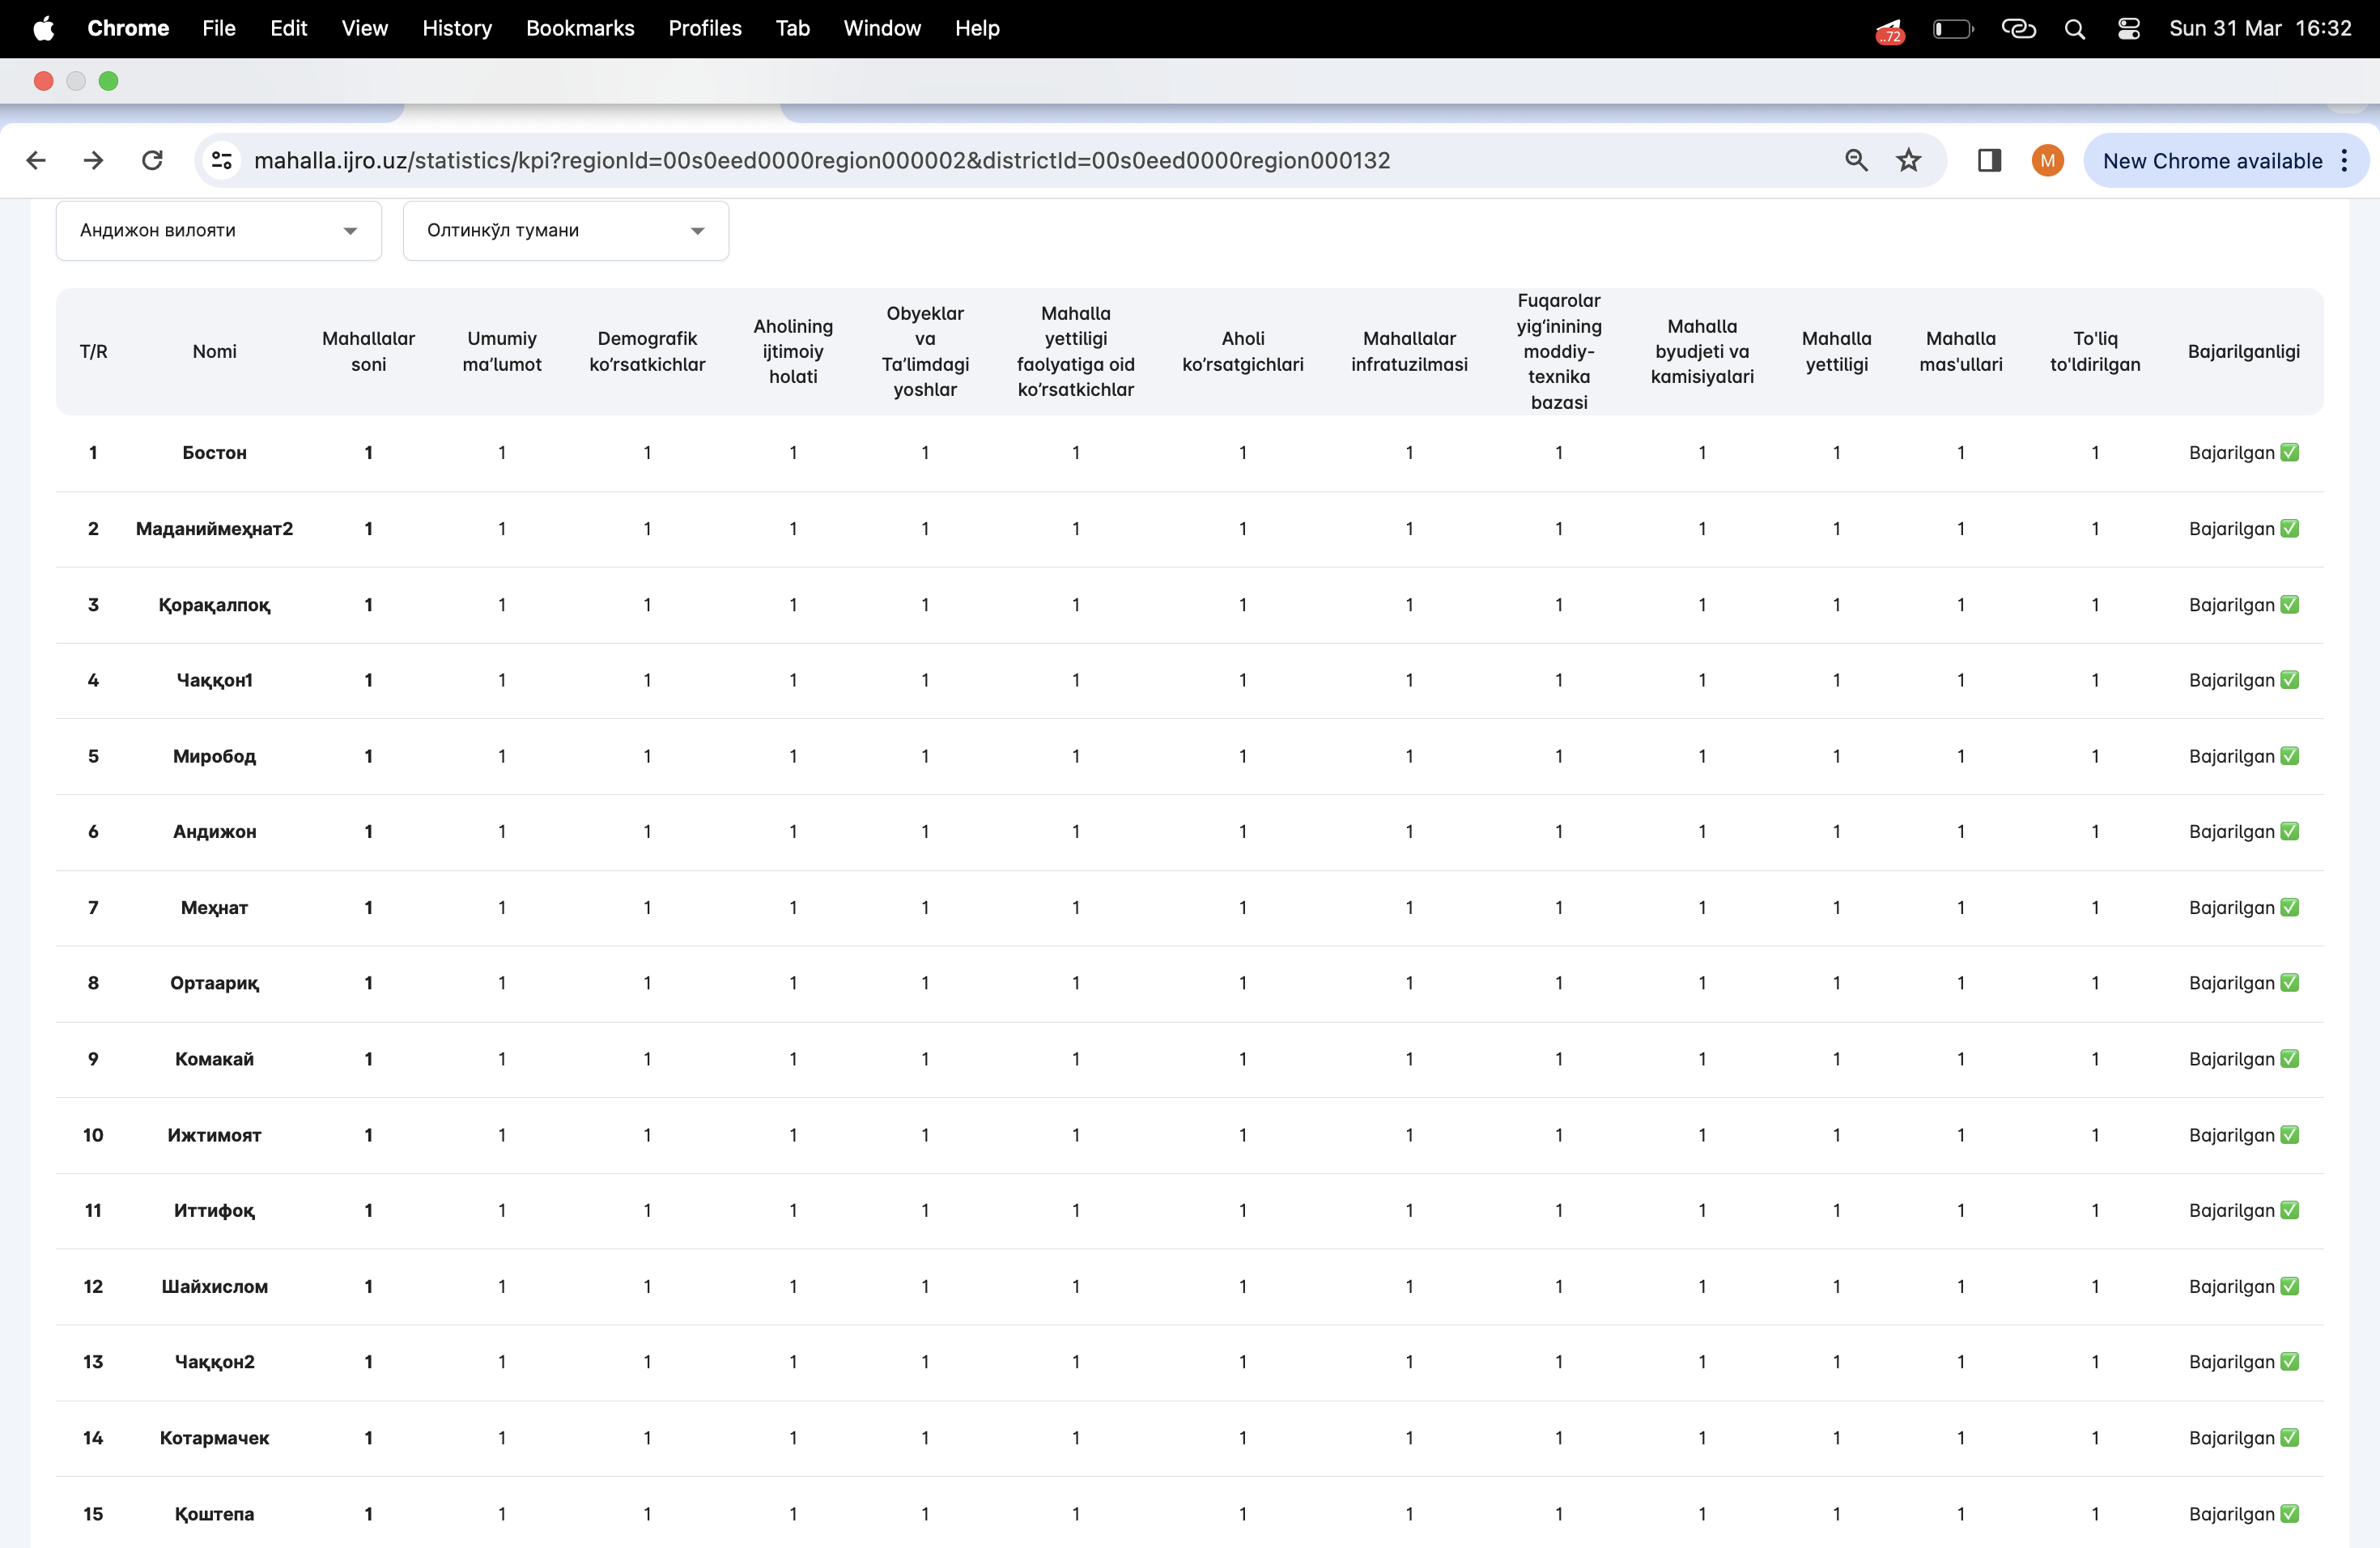 Chrome File Edit View History Bookmarks Profiles Tab Window Help ..72 Sun 31 Mar 16:32
mahalla.ijro.uz/statistics/kpi?regionId=00s0eed0000region000002&districtId=00s0eed0000region000132 M New Chrome available
Андижон вилояти Олтинкўл тумани
T/R
Nomi
Mahallalar
soni
Umumiy
ma’lumot
Demografik
ko’rsatkichlar
Aholining
ijtimoiy
holati
Obyeklar
va
Ta’limdagi
yoshlar
Mahalla
yettiligi
faolyatiga oid
ko’rsatkichlar
Aholi
ko’rsatgichlari
Mahallalar
infratuzilmasi
Fuqarolar
yig‘inining
moddiy-
texnika
bazasi
Mahalla
byudjeti va
kamisiyalari
Mahalla
yettiligi
Mahalla
mas'ullari
To'liq
to'ldirilgan
Bajarilganligi
1 Бостон 1 1 1 1 1 1 1 1 1 1 1 1 1 Bajarilgan ✅
2 Маданиймеҳнат2 1 1 1 1 1 1 1 1 1 1 1 1 1 Bajarilgan ✅
3 Қорақалпоқ 1 1 1 1 1 1 1 1 1 1 1 1 1 Bajarilgan ✅
4 Чаққон1 1 1 1 1 1 1 1 1 1 1 1 1 1 Bajarilgan ✅
5 Миробод 1 1 1 1 1 1 1 1 1 1 1 1 1 Bajarilgan ✅
6 Андижон 1 1 1 1 1 1 1 1 1 1 1 1 1 Bajarilgan ✅
7 Меҳнат 1 1 1 1 1 1 1 1 1 1 1 1 1 Bajarilgan ✅
8 Ортаариқ 1 1 1 1 1 1 1 1 1 1 1 1 1 Bajarilgan ✅
9 Комакай 1 1 1 1 1 1 1 1 1 1 1 1 1 Bajarilgan ✅
10 Ижтимоят 1 1 1 1 1 1 1 1 1 1 1 1 1 Bajarilgan ✅
11 Иттифоқ 1 1 1 1 1 1 1 1 1 1 1 1 1 Bajarilgan ✅
12 Шайхислом 1 1 1 1 1 1 1 1 1 1 1 1 1 Bajarilgan ✅
13 Чаққон2 1 1 1 1 1 1 1 1 1 1 1 1 1 Bajarilgan ✅
14 Котармачек 1 1 1 1 1 1 1 1 1 1 1 1 1 Bajarilgan ✅
15 Қоштепа 1 1 1 1 1 1 1 1 1 1 1 1 1 Bajarilgan ✅